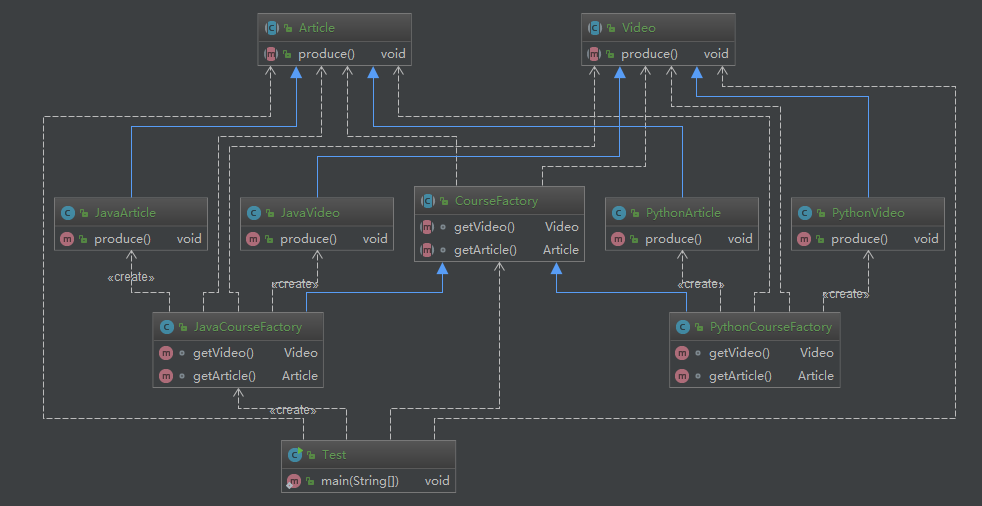 Article
produce() void
Video
produce() void
JavaArticle
produce() void
JavaVideo
produce() void
CourseFactory
getVideo() Video
getArticle() Article
PythonArticle
produce() void
PythonVideo
produce() void
«create»
«create»
«create»
«create»
JavaCourseFactory
getVideo() Video
getArticle() Article
PythonCourseFactory
getVideo() Video
getArticle() Article
«create»
Test
main(String[]) void